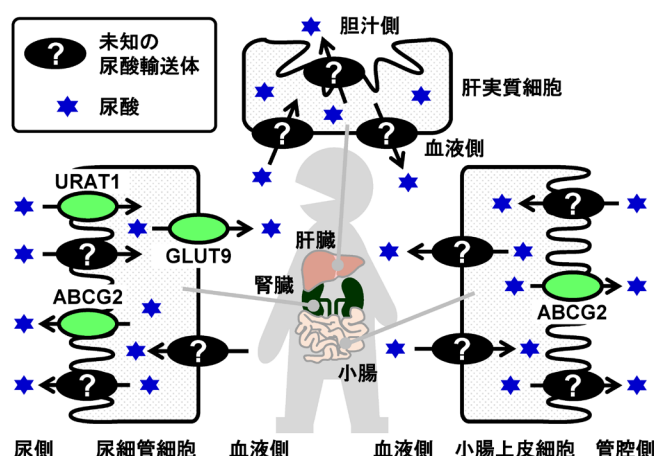 ?
未知の
尿酸輸送体
尿酸
胆汁側
?
肝実質細胞
?
?
血液側
URAT1
?
GLUT9
ABCG2
?
?
肝臓
腎臓
小腸
?
?
ABCG2
?
?
尿側
尿細管細胞
血液側
血液側
小腸上皮細胞
管腔側